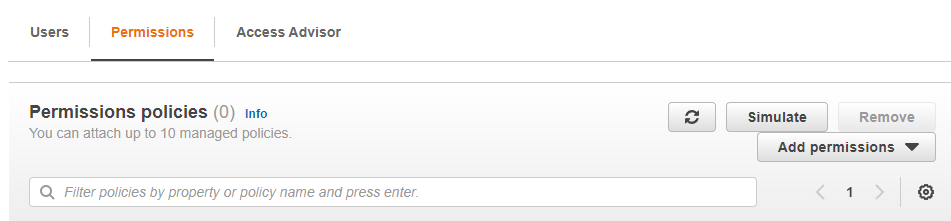 Users Permissions Access Advisor
Permissions policies (0) Info
You can attach up to 10 managed policies.
Simulate Remove
Add permissions
Filter policies by property or policy name and press enter.
1